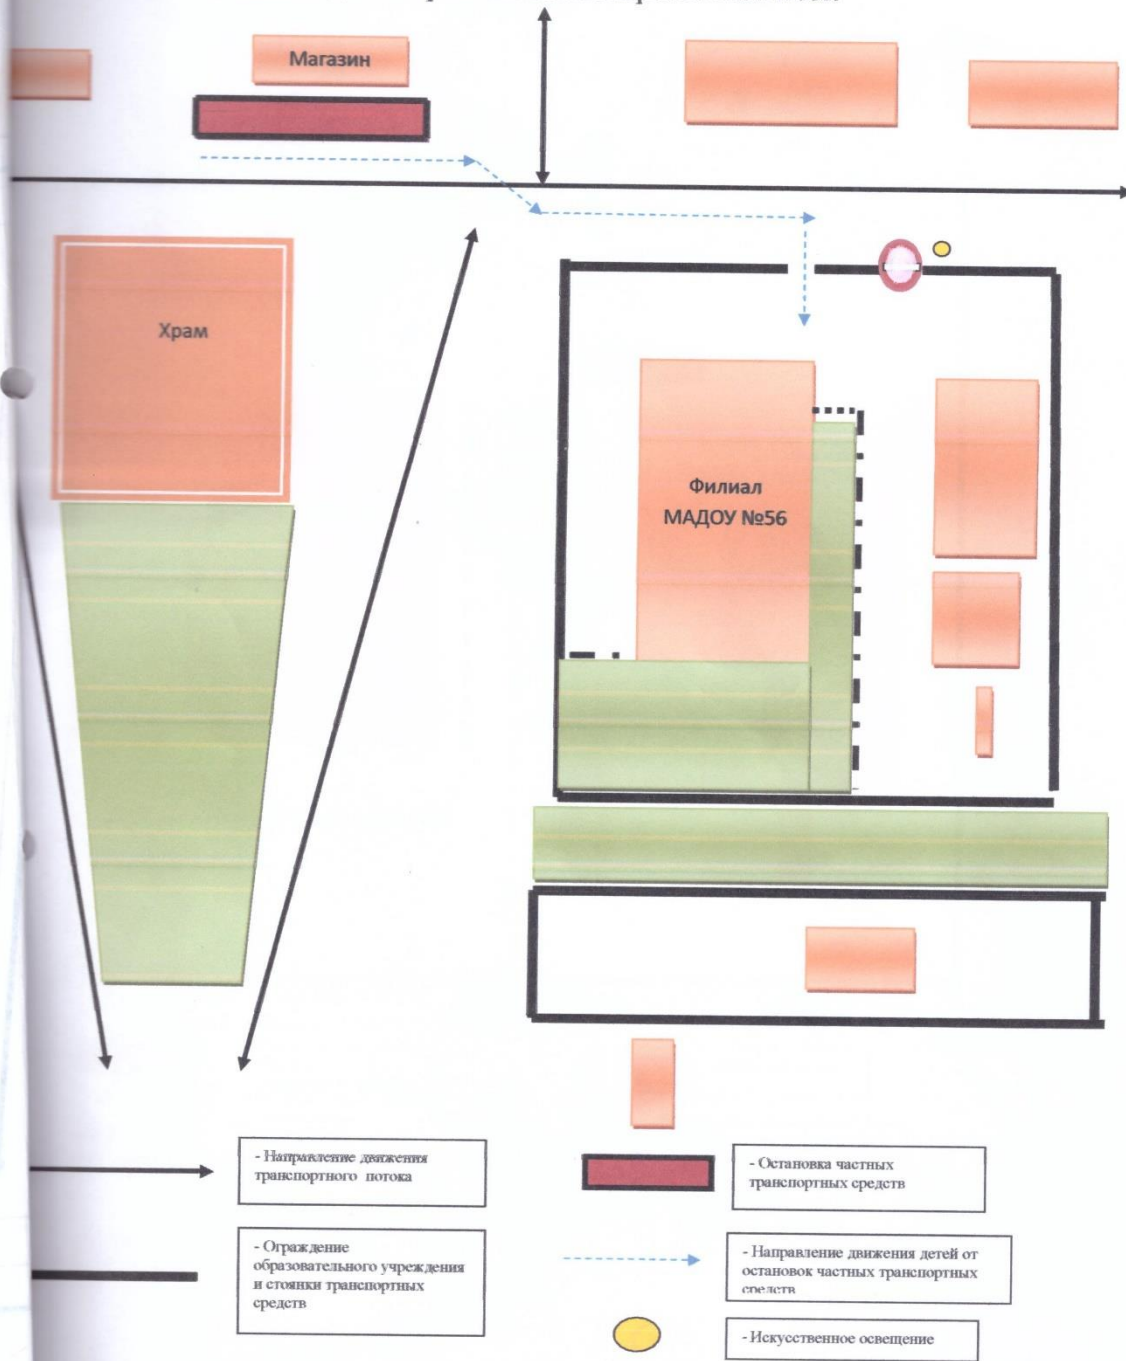 Магазин
Храм
Филиал
МАДОУ №56
- Направление движения
транспортного потока
- Остановка частных
транспортных средств
- Ограждение
образовательного учреждения
и стоянки транспортных
средств
- Направление движения детей от
остановок частных транспортных
средств
- Искусственное освещение